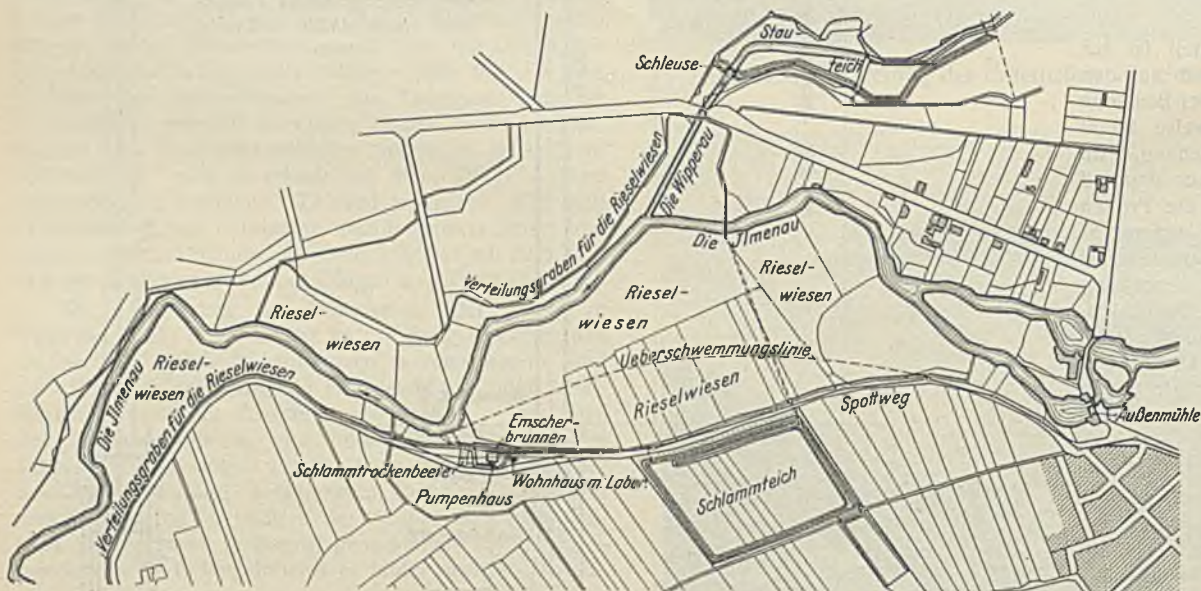 Stau-
teich
Schleuse
Verteilungsgraben für die Rieselwiesen
Die Wipperau
Die Jlmenau
Riesel-
wiesen
Riesel-
wiesen
Riesel-
wiesen
Riesel-
wiesen
Die Jlmenau
Verteilungsgraben für die Rieselwiesen
Ueberschwemmungslinie
Rieselwiesen
Spottweg
Außenmühle
Emscher-
brunnen
Schlammtrockenbeete
Wohnhaus m. Labor.
Pumpenhaus
Schlammteich